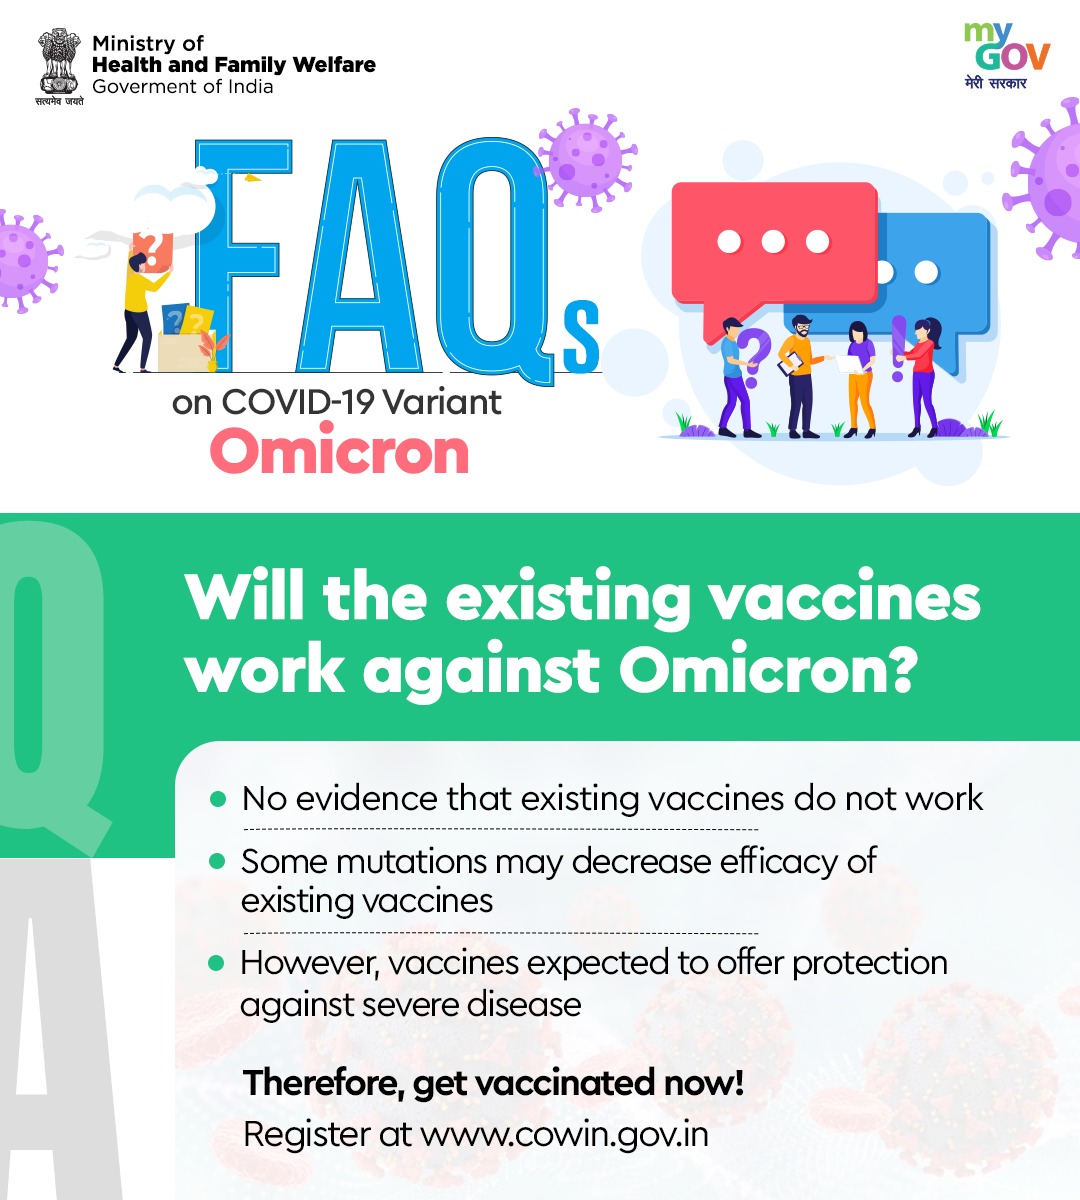 Ministry of
Health and Family Welfare
Goverment of India
सत्यमेव जयते
my
GOV
मेरी सरकार
FAQs
on COVID-19 Variant
Omicron
Q
Will the existing vaccines
work against Omicron?
A
No evidence that existing vaccines do not work
Some mutations may decrease efficacy of
existing vaccines
However, vaccines expected to offer protection
against severe disease
Therefore, get vaccinated now!
Register at www.cowin.gov.in